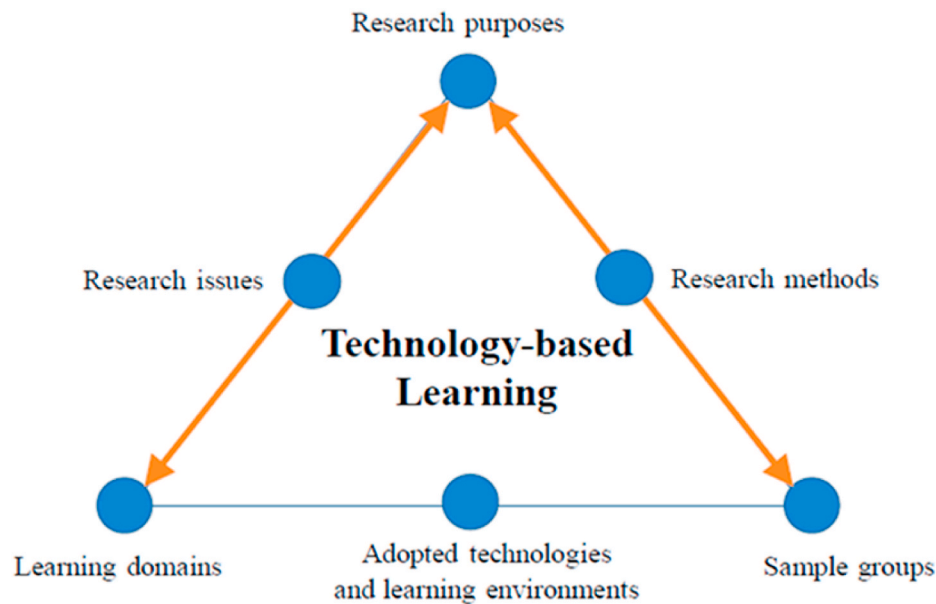 Research purposes
Research issues
Research methods
Technology-based
Learning
Learning domains
Adopted technologies
and learning environments
Sample groups